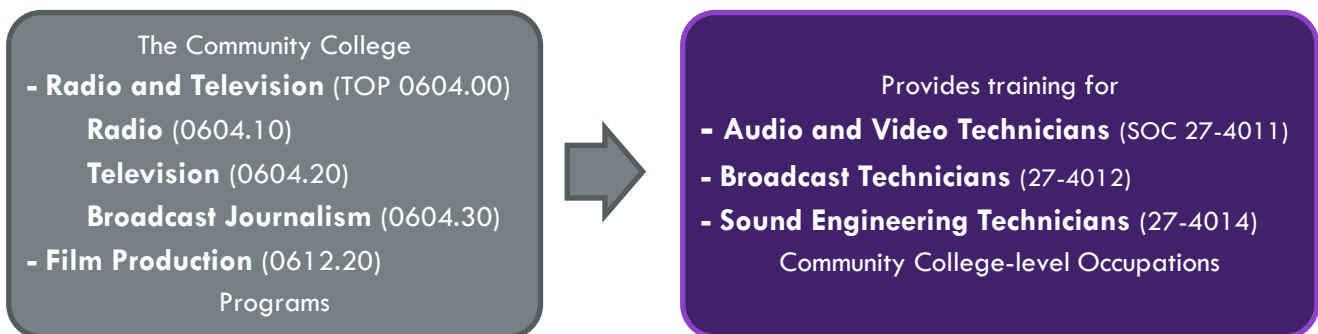 The Community College
- Radio and Television (TOP 0604.00)
Radio (0604.10)
Television (0604.20)
Broadcast Journalism (0604.30)
- Film Production (0612.20)
Programs
Provides training for
- Audio and Video Technicians (SOC 27-4011)
- Broadcast Technicians (27-4012)
- Sound Engineering Technicians (27-4014)
Community College-level Occupations